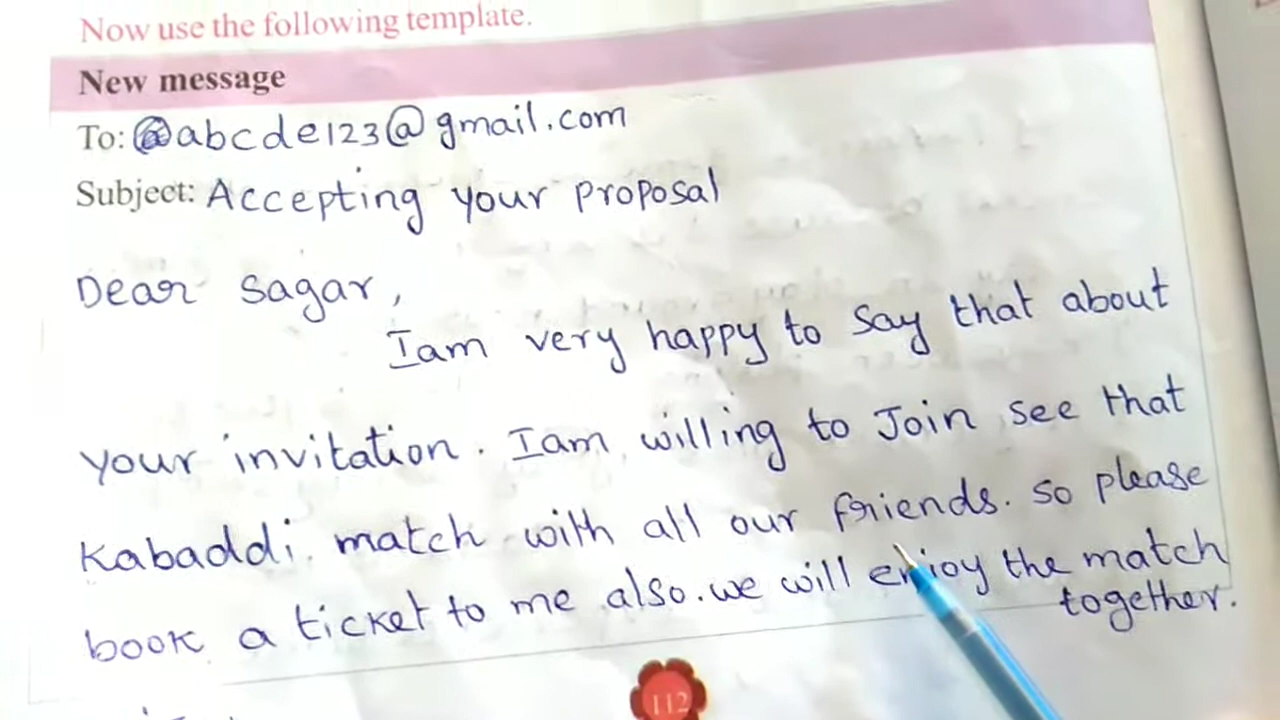 Now use the following template.
New message
To: @abcde123@gmail.com
Subject: Accepting your proposal
Dear Sagar,
Iam very happy to say that about
your invitation. Iam willing to Join see that
Kabaddi match with all our friends. So please
book a ticket to me also. we will enjoy the match
together.
112